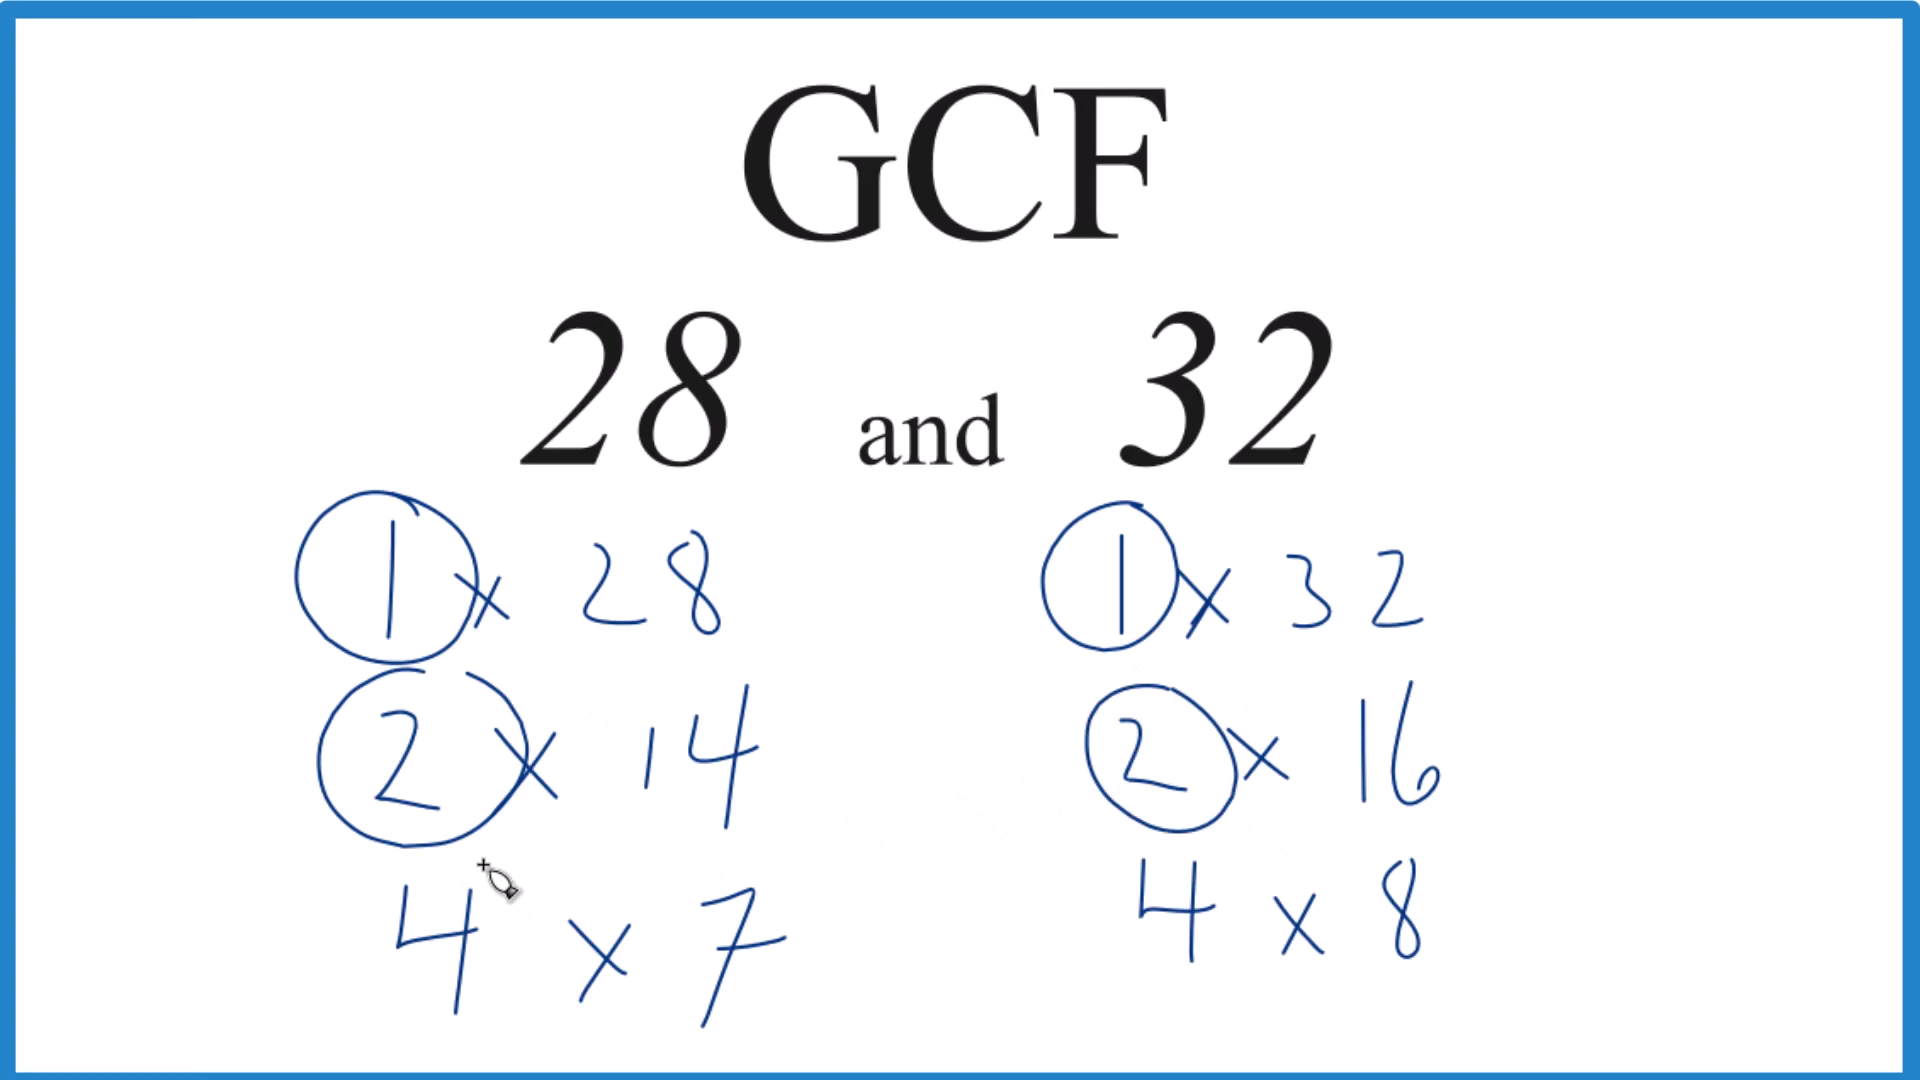 GCF
28 and 32
1 x 28
1 x 32
2 x 14
2 x 16
4 x 7
4 x 8